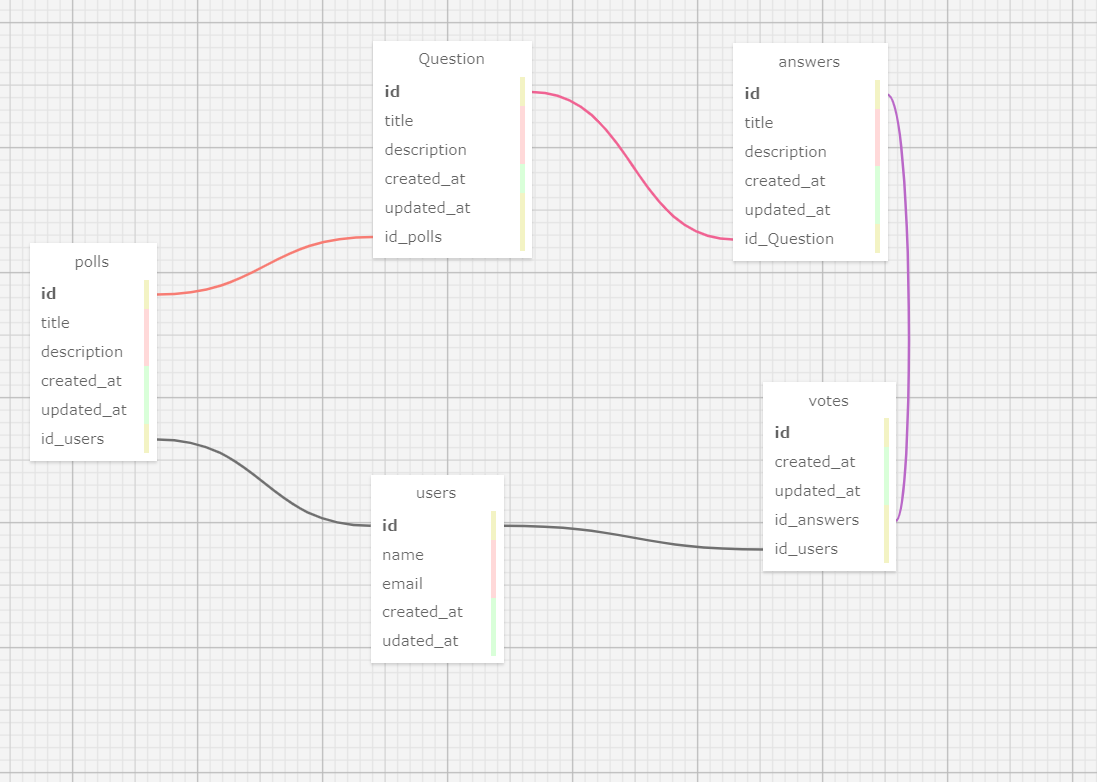 Question
id
title
description
created_at
updated_at
id_polls
answers
id
title
description
created_at
updated_at
id_Question
polls
id
title
description
created_at
updated_at
id_users
votes
id
created_at
updated_at
id_answers
id_users
users
id
name
email
created_at
udated_at